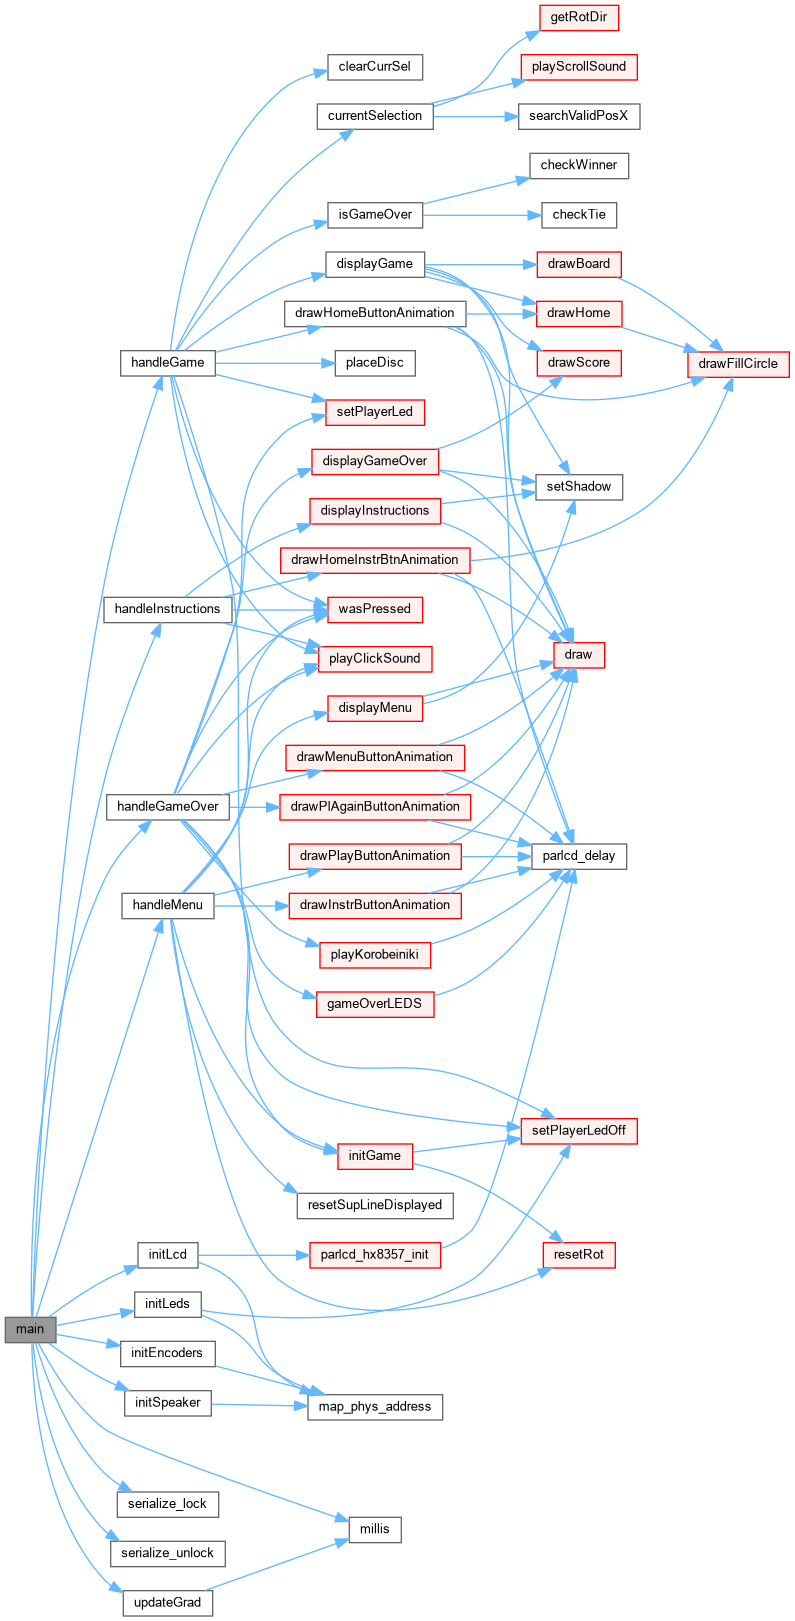 getRotDir
clearCurrSel
playScrollSound
currentSelection
searchValidPosX
checkWinner
isGameOver
checkTie
displayGame
drawBoard
drawHomeButtonAnimation
drawHome
handleGame
placeDisc
drawScore
drawFillCircle
setPlayerLed
displayGameOver
setShadow
displayInstructions
drawHomeInstrBtnAnimation
handleInstructions
wasPressed
playClickSound
draw
displayMenu
drawMenuButtonAnimation
handleGameOver
drawPlAgainButtonAnimation
drawPlayButtonAnimation
parlcd_delay
handleMenu
drawInstrButtonAnimation
playKorobeiniki
gameOverLEDS
setPlayerLedOff
initGame
resetSupLineDisplayed
initLcd
parlcd_hx8357_init
resetRot
initLeds
main
initEncoders
initSpeaker
map_phys_address
serialize_lock
millis
serialize_unlock
updateGrad